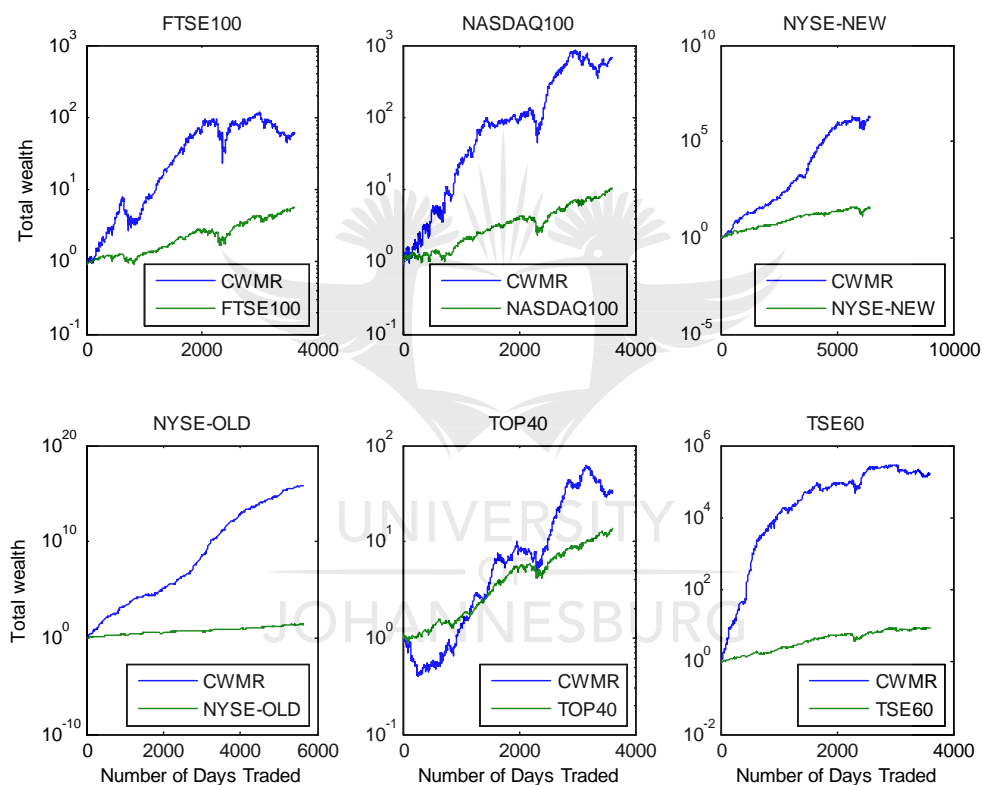 FTSE100
NASDAQ100
NYSE-NEW
Total wealth
10^3
10^2
10^1
10^0
10^-1
0
2000
4000
CWMR
FTSE100
10^3
10^2
10^1
10^0
10^-1
0
2000
4000
CWMR
NASDAQ100
10^10
10^5
10^0
10^-5
0
5000
10000
CWMR
NYSE-NEW
NYSE-OLD
TOP40
TSE60
Total wealth
10^20
10^10
10^0
10^-10
0
2000
4000
6000
Number of Days Traded
CWMR
NYSE-OLD
10^2
10^1
10^0
10^-1
0
2000
4000
Number of Days Traded
CWMR
TOP40
10^6
10^4
10^2
10^0
10^-2
0
2000
4000
Number of Days Traded
CWMR
TSE60
UNIVERSITY
OF
JOHANNESBURG